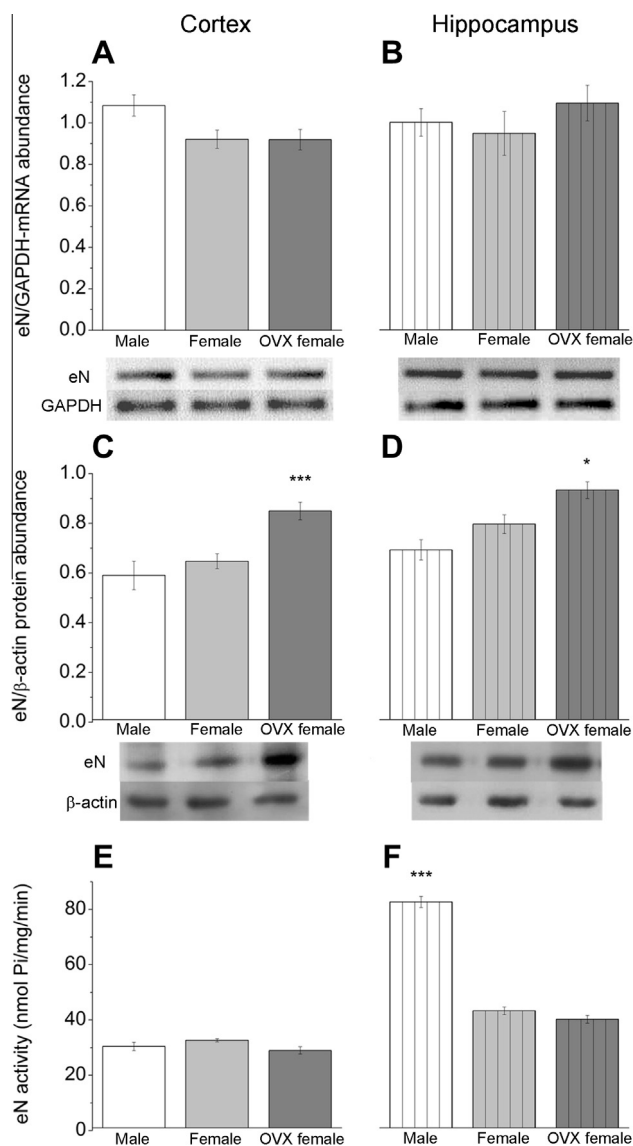 Cortex Hippocampus
A B
eN/GAPDH-mRNA abundance
1.2
1.0
0.8
0.6
0.4
0.2
0.0
Male Female OVX female Male Female OVX female
eN
GAPDH
C D
eN/β-actin protein abundance
1.0
0.8
0.6
0.4
0.2
0.0
*** *
Male Female OVX female Male Female OVX female
eN
β-actin
E F
eN activity (nmol Pi/mg/min)
80
60
40
20
0
***
Male Female OVX female Male Female OVX female